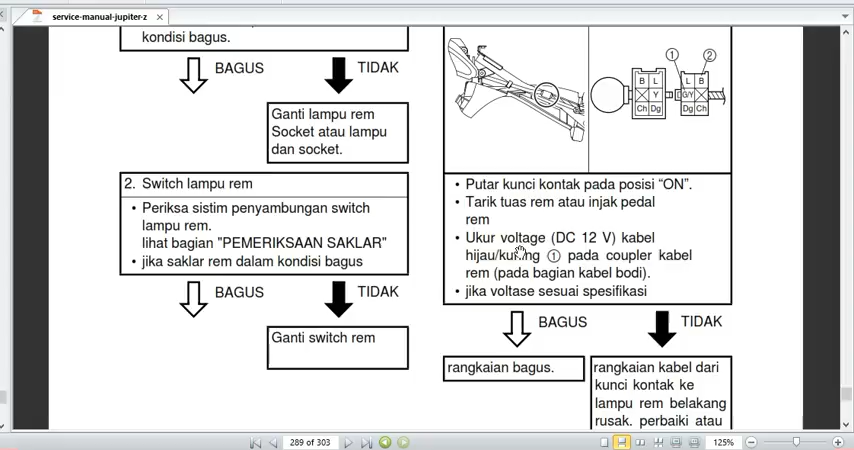 service-manual-jupiter-z
kondisi bagus.
BAGUS
TIDAK
Ganti lampu rem
Socket atau lampu
dan socket.
2. Switch lampu rem
• Periksa sistim penyambungan switch
lampu rem.
lihat bagian "PEMERIKSAAN SAKLAR"
• jika saklar rem dalam kondisi bagus
BAGUS
TIDAK
Ganti switch rem
① ②
B L
Y
Ch Dg
L B
G/Y
Dg Ch
• Putar kunci kontak pada posisi “ON”.
• Tarik tuas rem atau injak pedal
rem
• Ukur voltage (DC 12 V) kabel
hijau/kuning ① pada coupler kabel
rem (pada bagian kabel bodi).
• jika voltase sesuai spesifikasi
BAGUS
TIDAK
rangkaian bagus.
rangkaian kabel dari
kunci kontak ke
lampu rem belakang
rusak. perbaiki atau
289 of 303
125%